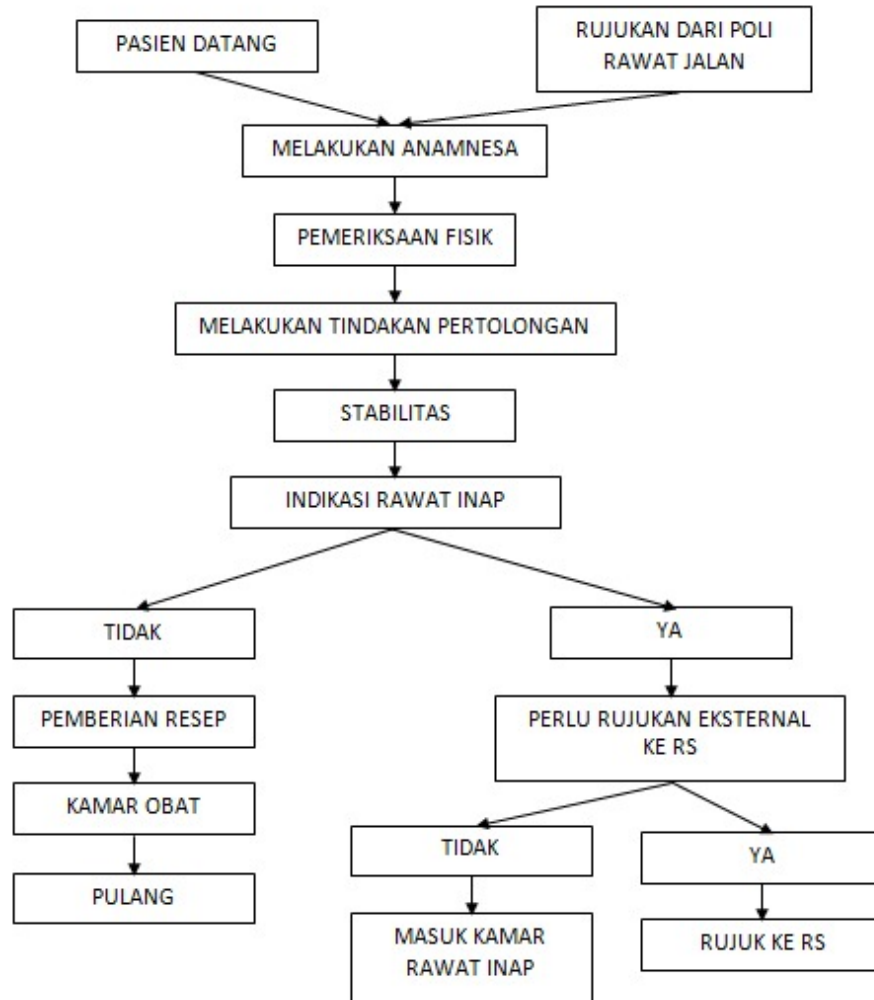 PASIEN DATANG
RUJUKAN DARI POLI
RAWAT JALAN
MELAKUKAN ANAMNESA
PEMERIKSAAN FISIK
MELAKUKAN TINDAKAN PERTOLONGAN
STABILITAS
INDIKASI RAWAT INAP
TIDAK
YA
PEMBERIAN RESEP
PERLU RUJUKAN EKSTERNAL
KE RS
KAMAR OBAT
TIDAK
YA
PULANG
MASUK KAMAR
RAWAT INAP
RUJUK KE RS